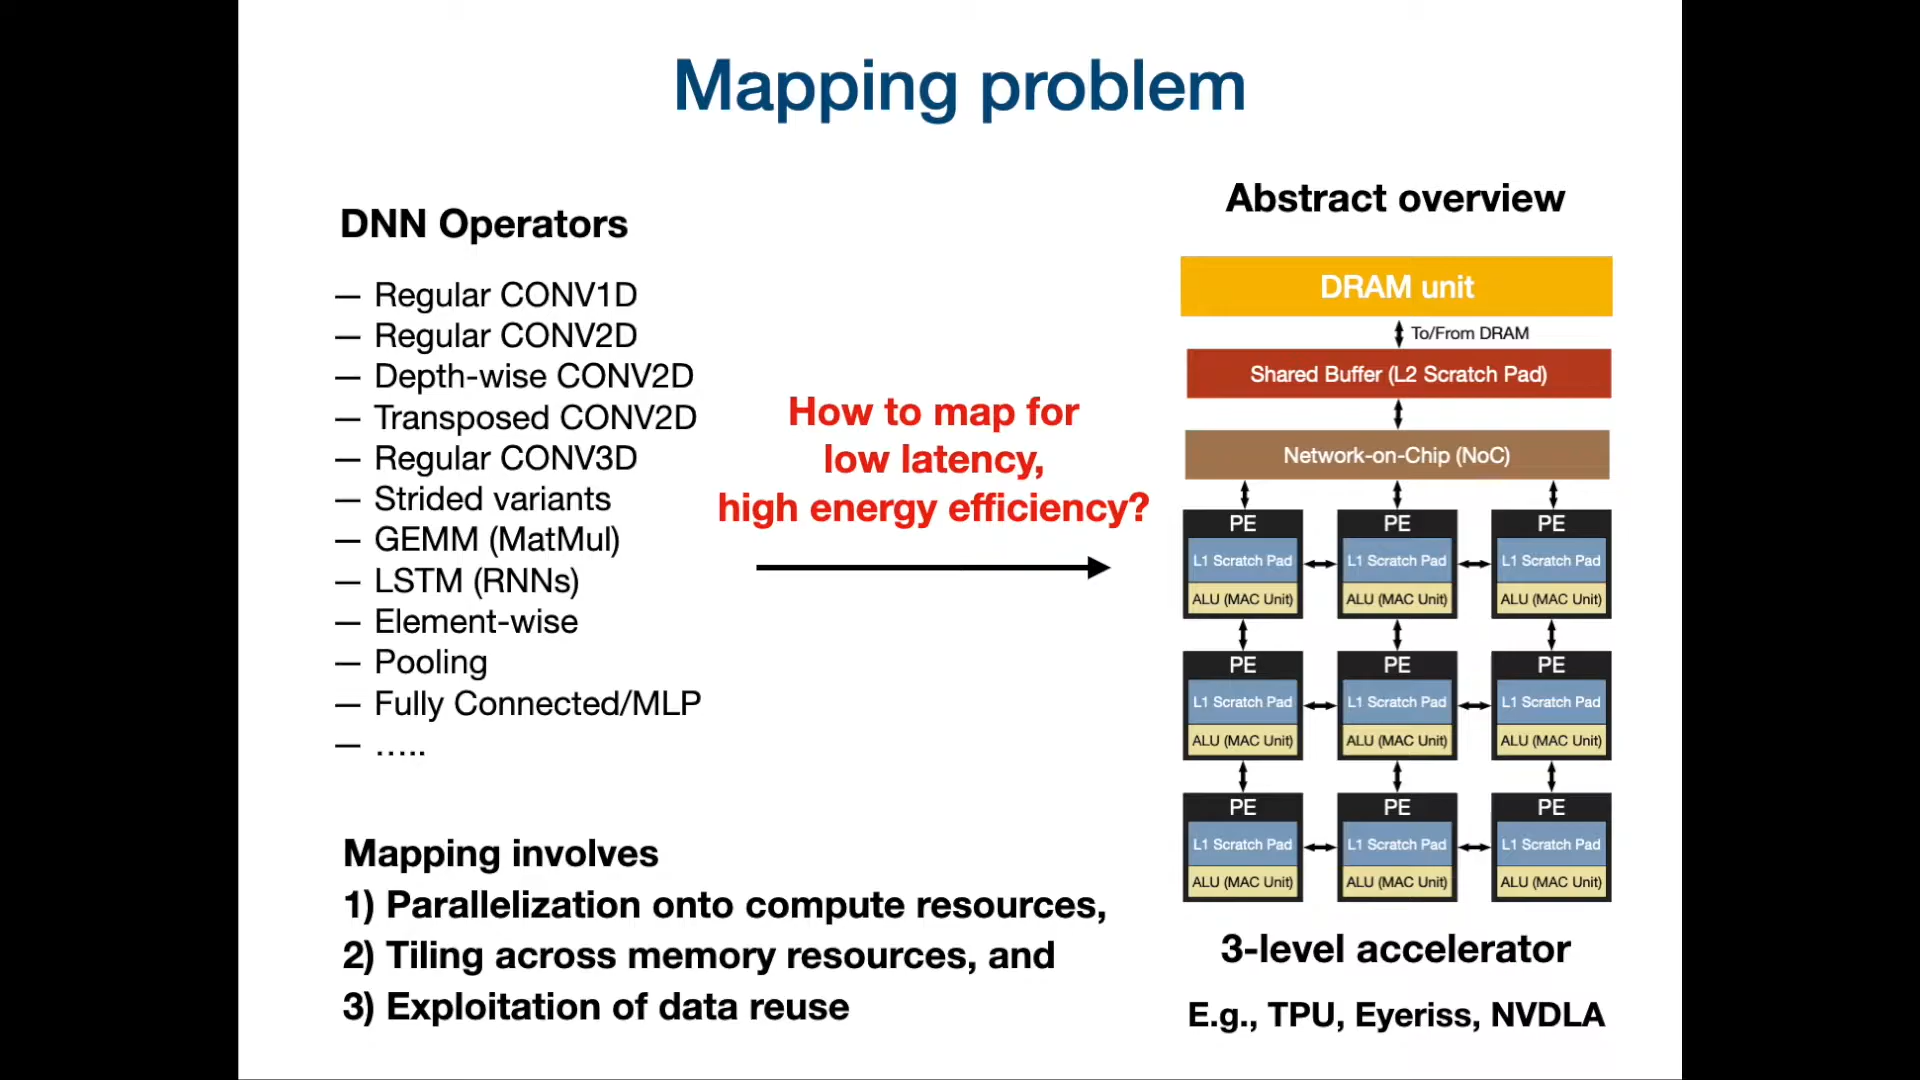 Mapping problem
DNN Operators
— Regular CONV1D
— Regular CONV2D
— Depth-wise CONV2D
— Transposed CONV2D
— Regular CONV3D
— Strided variants
— GEMM (MatMul)
— LSTM (RNNs)
— Element-wise
— Pooling
— Fully Connected/MLP
— …..
Mapping involves
1) Parallelization onto compute resources,
2) Tiling across memory resources, and
3) Exploitation of data reuse
How to map for
low latency,
high energy efficiency?
Abstract overview
DRAM unit
To/From DRAM
Shared Buffer (L2 Scratch Pad)
Network-on-Chip (NoC)
PE PE PE
L1 Scratch Pad L1 Scratch Pad L1 Scratch Pad
ALU (MAC Unit) ALU (MAC Unit) ALU (MAC Unit)
PE PE PE
L1 Scratch Pad L1 Scratch Pad L1 Scratch Pad
ALU (MAC Unit) ALU (MAC Unit) ALU (MAC Unit)
PE PE PE
L1 Scratch Pad L1 Scratch Pad L1 Scratch Pad
ALU (MAC Unit) ALU (MAC Unit) ALU (MAC Unit)
3-level accelerator
E.g., TPU, Eyeriss, NVDLA